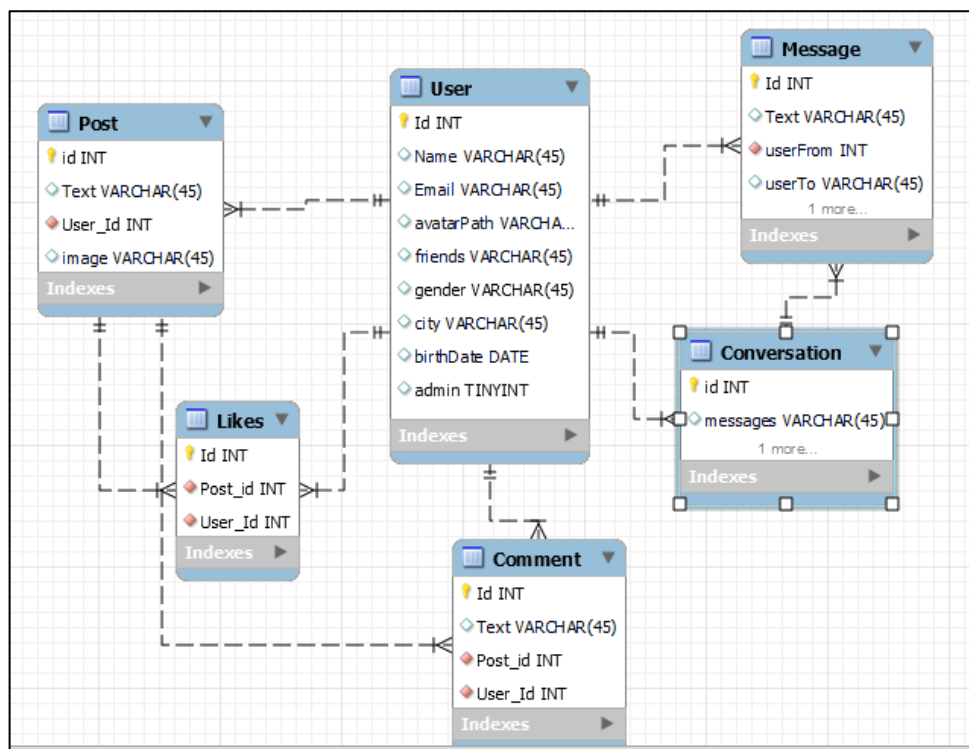 Post
id INT
Text VARCHAR(45)
User_Id INT
image VARCHAR(45)
Indexes
User
Id INT
Name VARCHAR(45)
Email VARCHAR(45)
avatarPath VARCHA...
friends VARCHAR(45)
gender VARCHAR(45)
city VARCHAR(45)
birthDate DATE
admin TINYINT
Indexes
Message
Id INT
Text VARCHAR(45)
userFrom INT
userTo VARCHAR(45)
1 more...
Indexes
Conversation
id INT
messages VARCHAR(45)
1 more...
Indexes
Likes
Id INT
Post_id INT
User_Id INT
Indexes
Comment
Id INT
Text VARCHAR(45)
Post_id INT
User_Id INT
Indexes